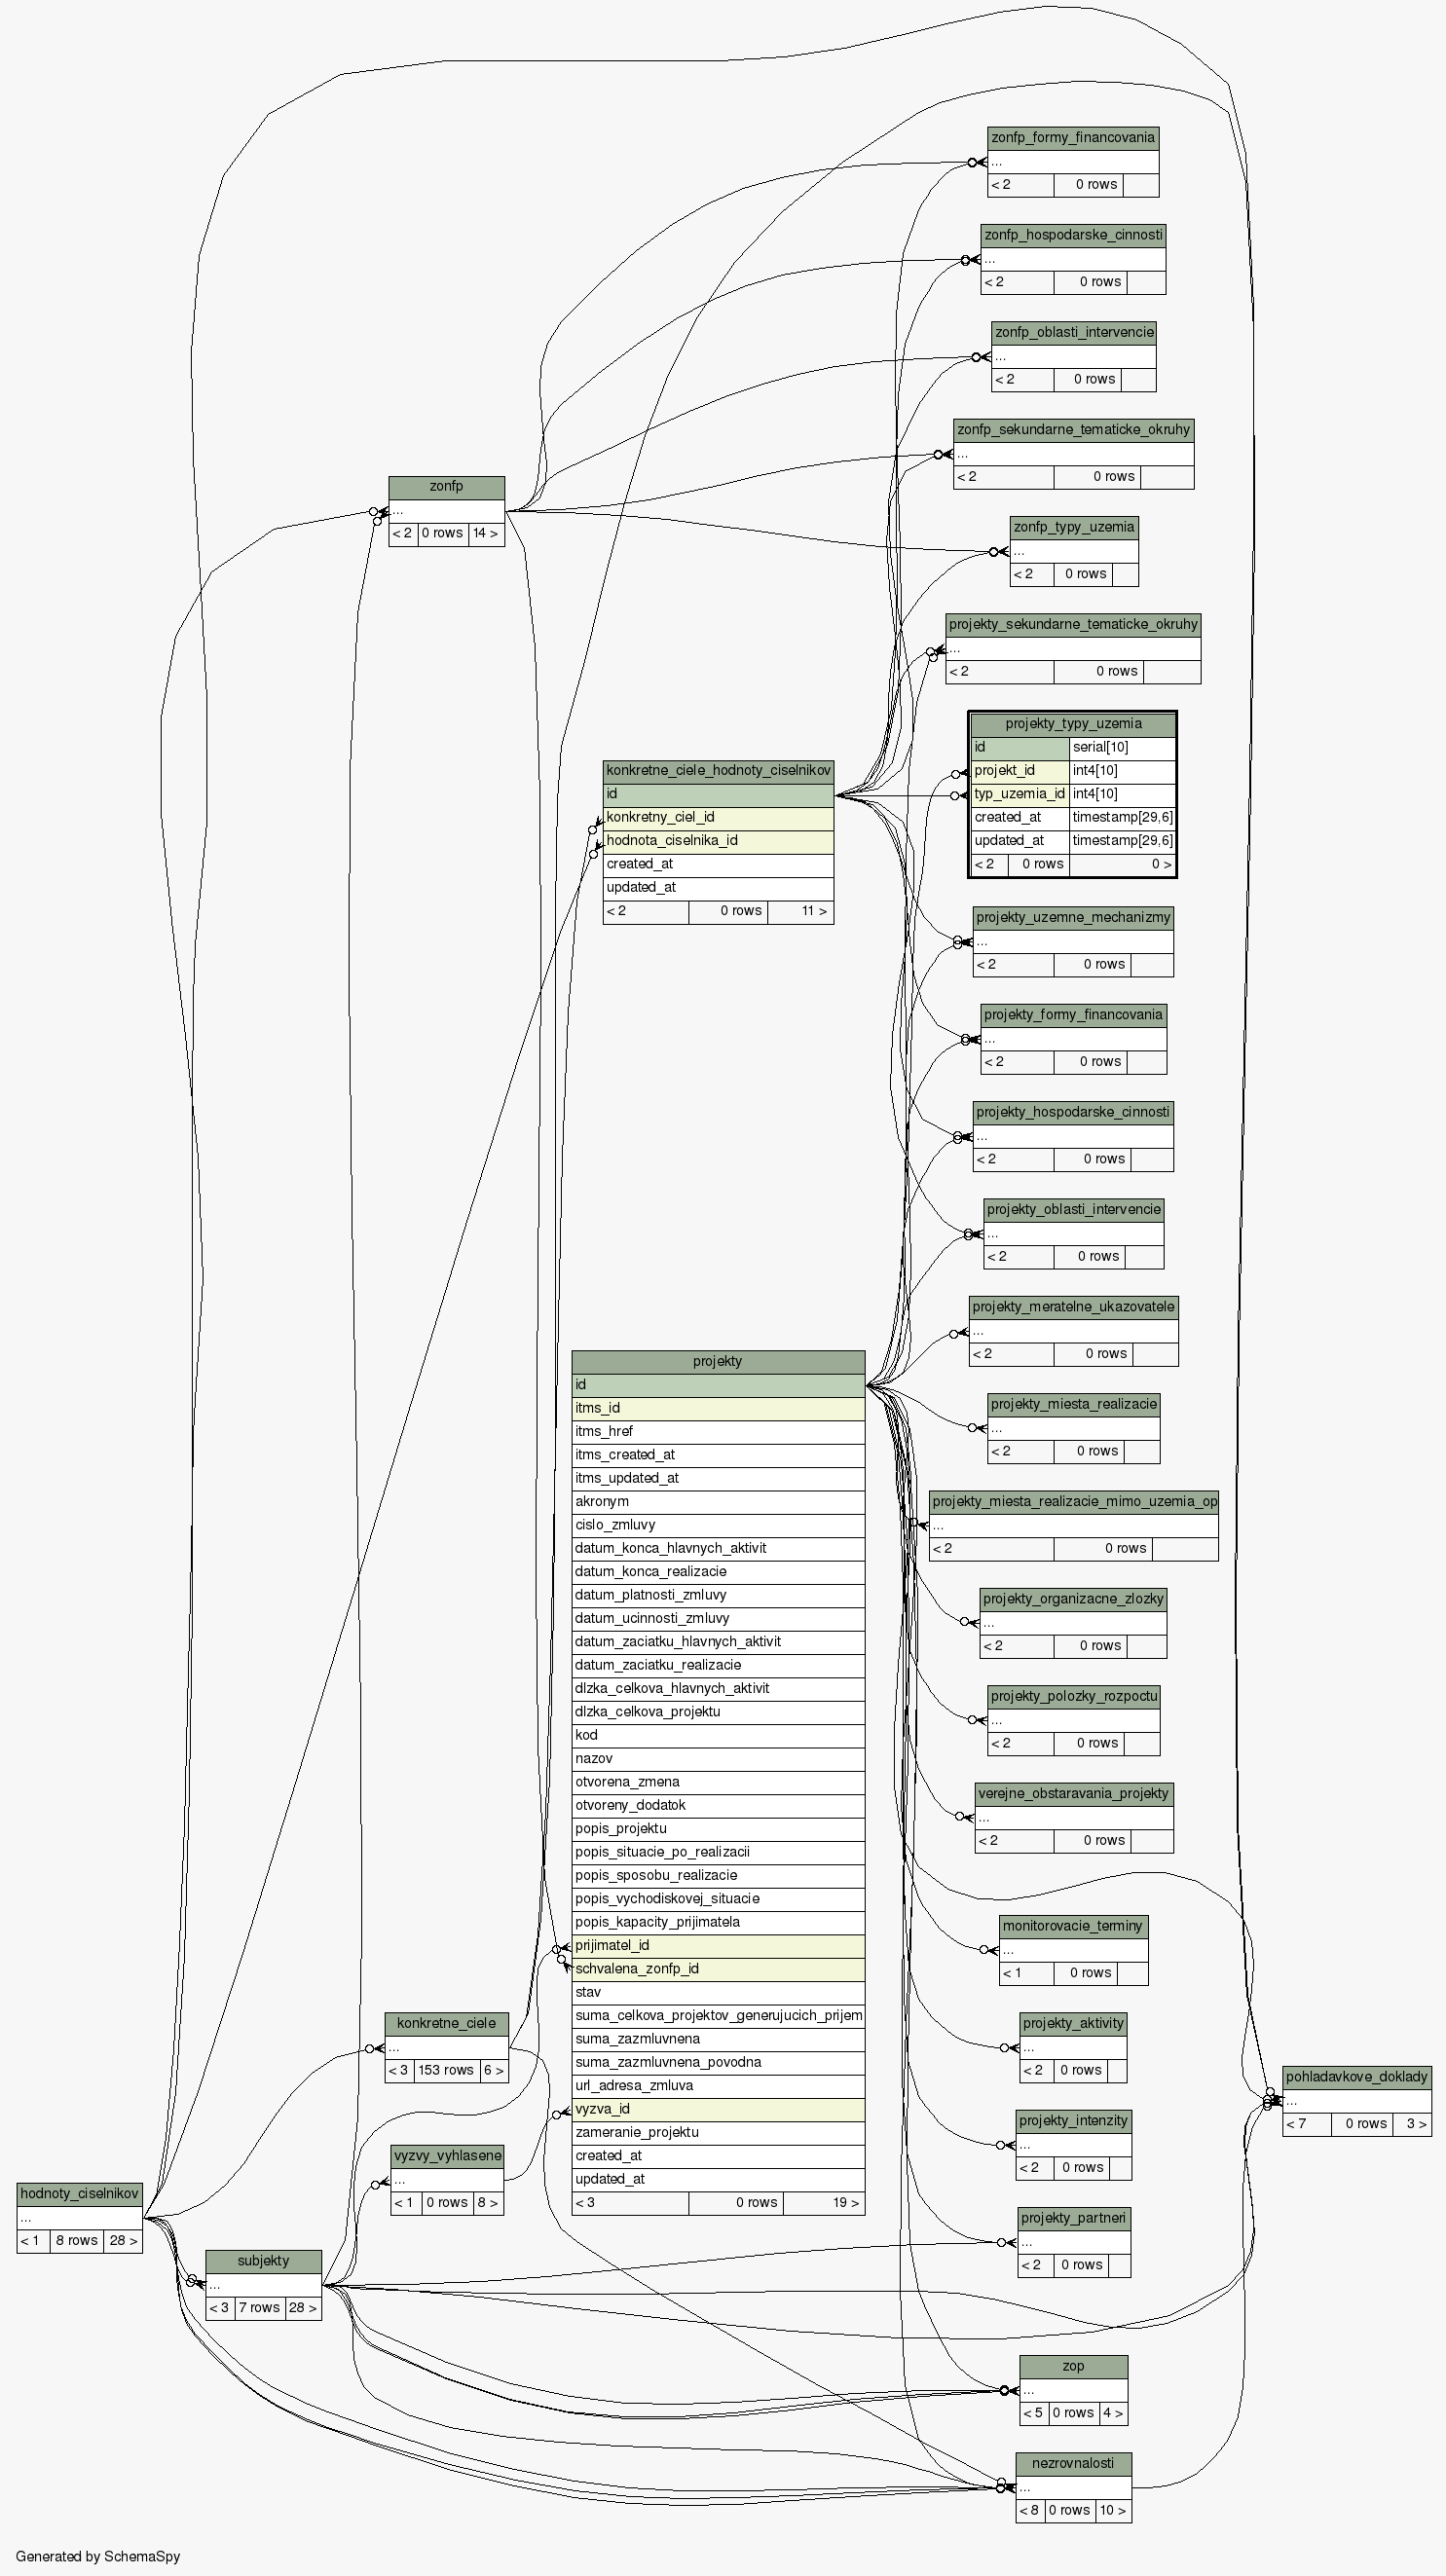 zonfp_formy_financovania
...
< 2 0 rows
zonfp_hospodarske_cinnosti
...
< 2 0 rows
zonfp_oblasti_intervencie
...
< 2 0 rows
zonfp_sekundarne_tematicke_okruhy
...
< 2 0 rows
zonfp
...
< 2 0 rows 14 >
zonfp_typy_uzemia
...
< 2 0 rows
projekty_sekundarne_tematicke_okruhy
...
< 2 0 rows
projekty_typy_uzemia
id serial[10]
projekt_id int4[10]
typ_uzemia_id int4[10]
created_at timestamp[29,6]
updated_at timestamp[29,6]
< 2 0 rows 0 >
konkretne_ciele_hodnoty_ciselnikov
id
konkretny_ciel_id
hodnota_ciselnika_id
created_at
updated_at
< 2 0 rows 11 >
projekty_uzemne_mechanizmy
...
< 2 0 rows
projekty_formy_financovania
...
< 2 0 rows
projekty_hospodarske_cinnosti
...
< 2 0 rows
projekty_oblasti_intervencie
...
< 2 0 rows
projekty_meratelne_ukazovatele
...
< 2 0 rows
projekty_miesta_realizacie
...
< 2 0 rows
projekty_miesta_realizacie_mimo_uzemia_op
...
< 2 0 rows
projekty_organizacne_zlozky
...
< 2 0 rows
projekty_polozky_rozpoctu
...
< 2 0 rows
verejne_obstaravania_projekty
...
< 2 0 rows
projekty
id
itms_id
itms_href
itms_created_at
itms_updated_at
akronym
cislo_zmluvy
datum_konca_hlavnych_aktivit
datum_konca_realizacie
datum_platnosti_zmluvy
datum_ucinnosti_zmluvy
datum_zaciatku_hlavnych_aktivit
datum_zaciatku_realizacie
dlzka_celkova_hlavnych_aktivit
dlzka_celkova_projektu
kod
nazov
otvorena_zmena
otvoreny_dodatok
popis_projektu
popis_situacie_po_realizacii
popis_sposobu_realizacie
popis_vychodiskovej_situacie
popis_kapacity_prijimatela
prijimatel_id
schvalena_zonfp_id
stav
suma_celkova_projektov_generujucich_prijem
suma_zazmluvnena
suma_zazmluvnena_povodna
url_adresa_zmluva
vyzva_id
zameranie_projektu
created_at
updated_at
< 3 0 rows 19 >
monitorovacie_terminy
...
< 1 0 rows
konkretne_ciele
...
< 3 153 rows 6 >
projekty_aktivity
...
< 2 0 rows
pohladavkove_doklady
...
< 7 0 rows 3 >
projekty_intenzity
...
< 2 0 rows
vyzvy_vyhlasene
...
< 1 0 rows 8 >
hodnoty_ciselnikov
...
< 1 8 rows 28 >
projekty_partneri
...
< 2 0 rows
subjekty
...
< 3 7 rows 28 >
zop
...
< 5 0 rows 4 >
nezrovnalosti
...
< 8 0 rows 10 >
Generated by SchemaSpy